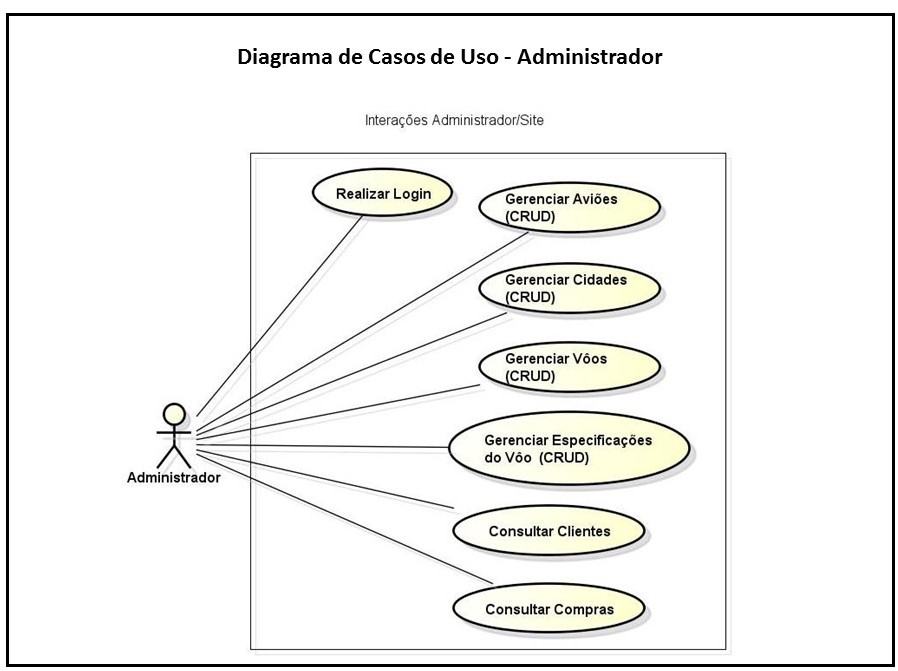 Diagrama de Casos de Uso - Administrador
Interações Administrador/Site
Realizar Login
Gerenciar Aviões
(CRUD)
Gerenciar Cidades
(CRUD)
Gerenciar Vôos
(CRUD)
Gerenciar Especificações
do Vôo (CRUD)
Administrador
Consultar Clientes
Consultar Compras